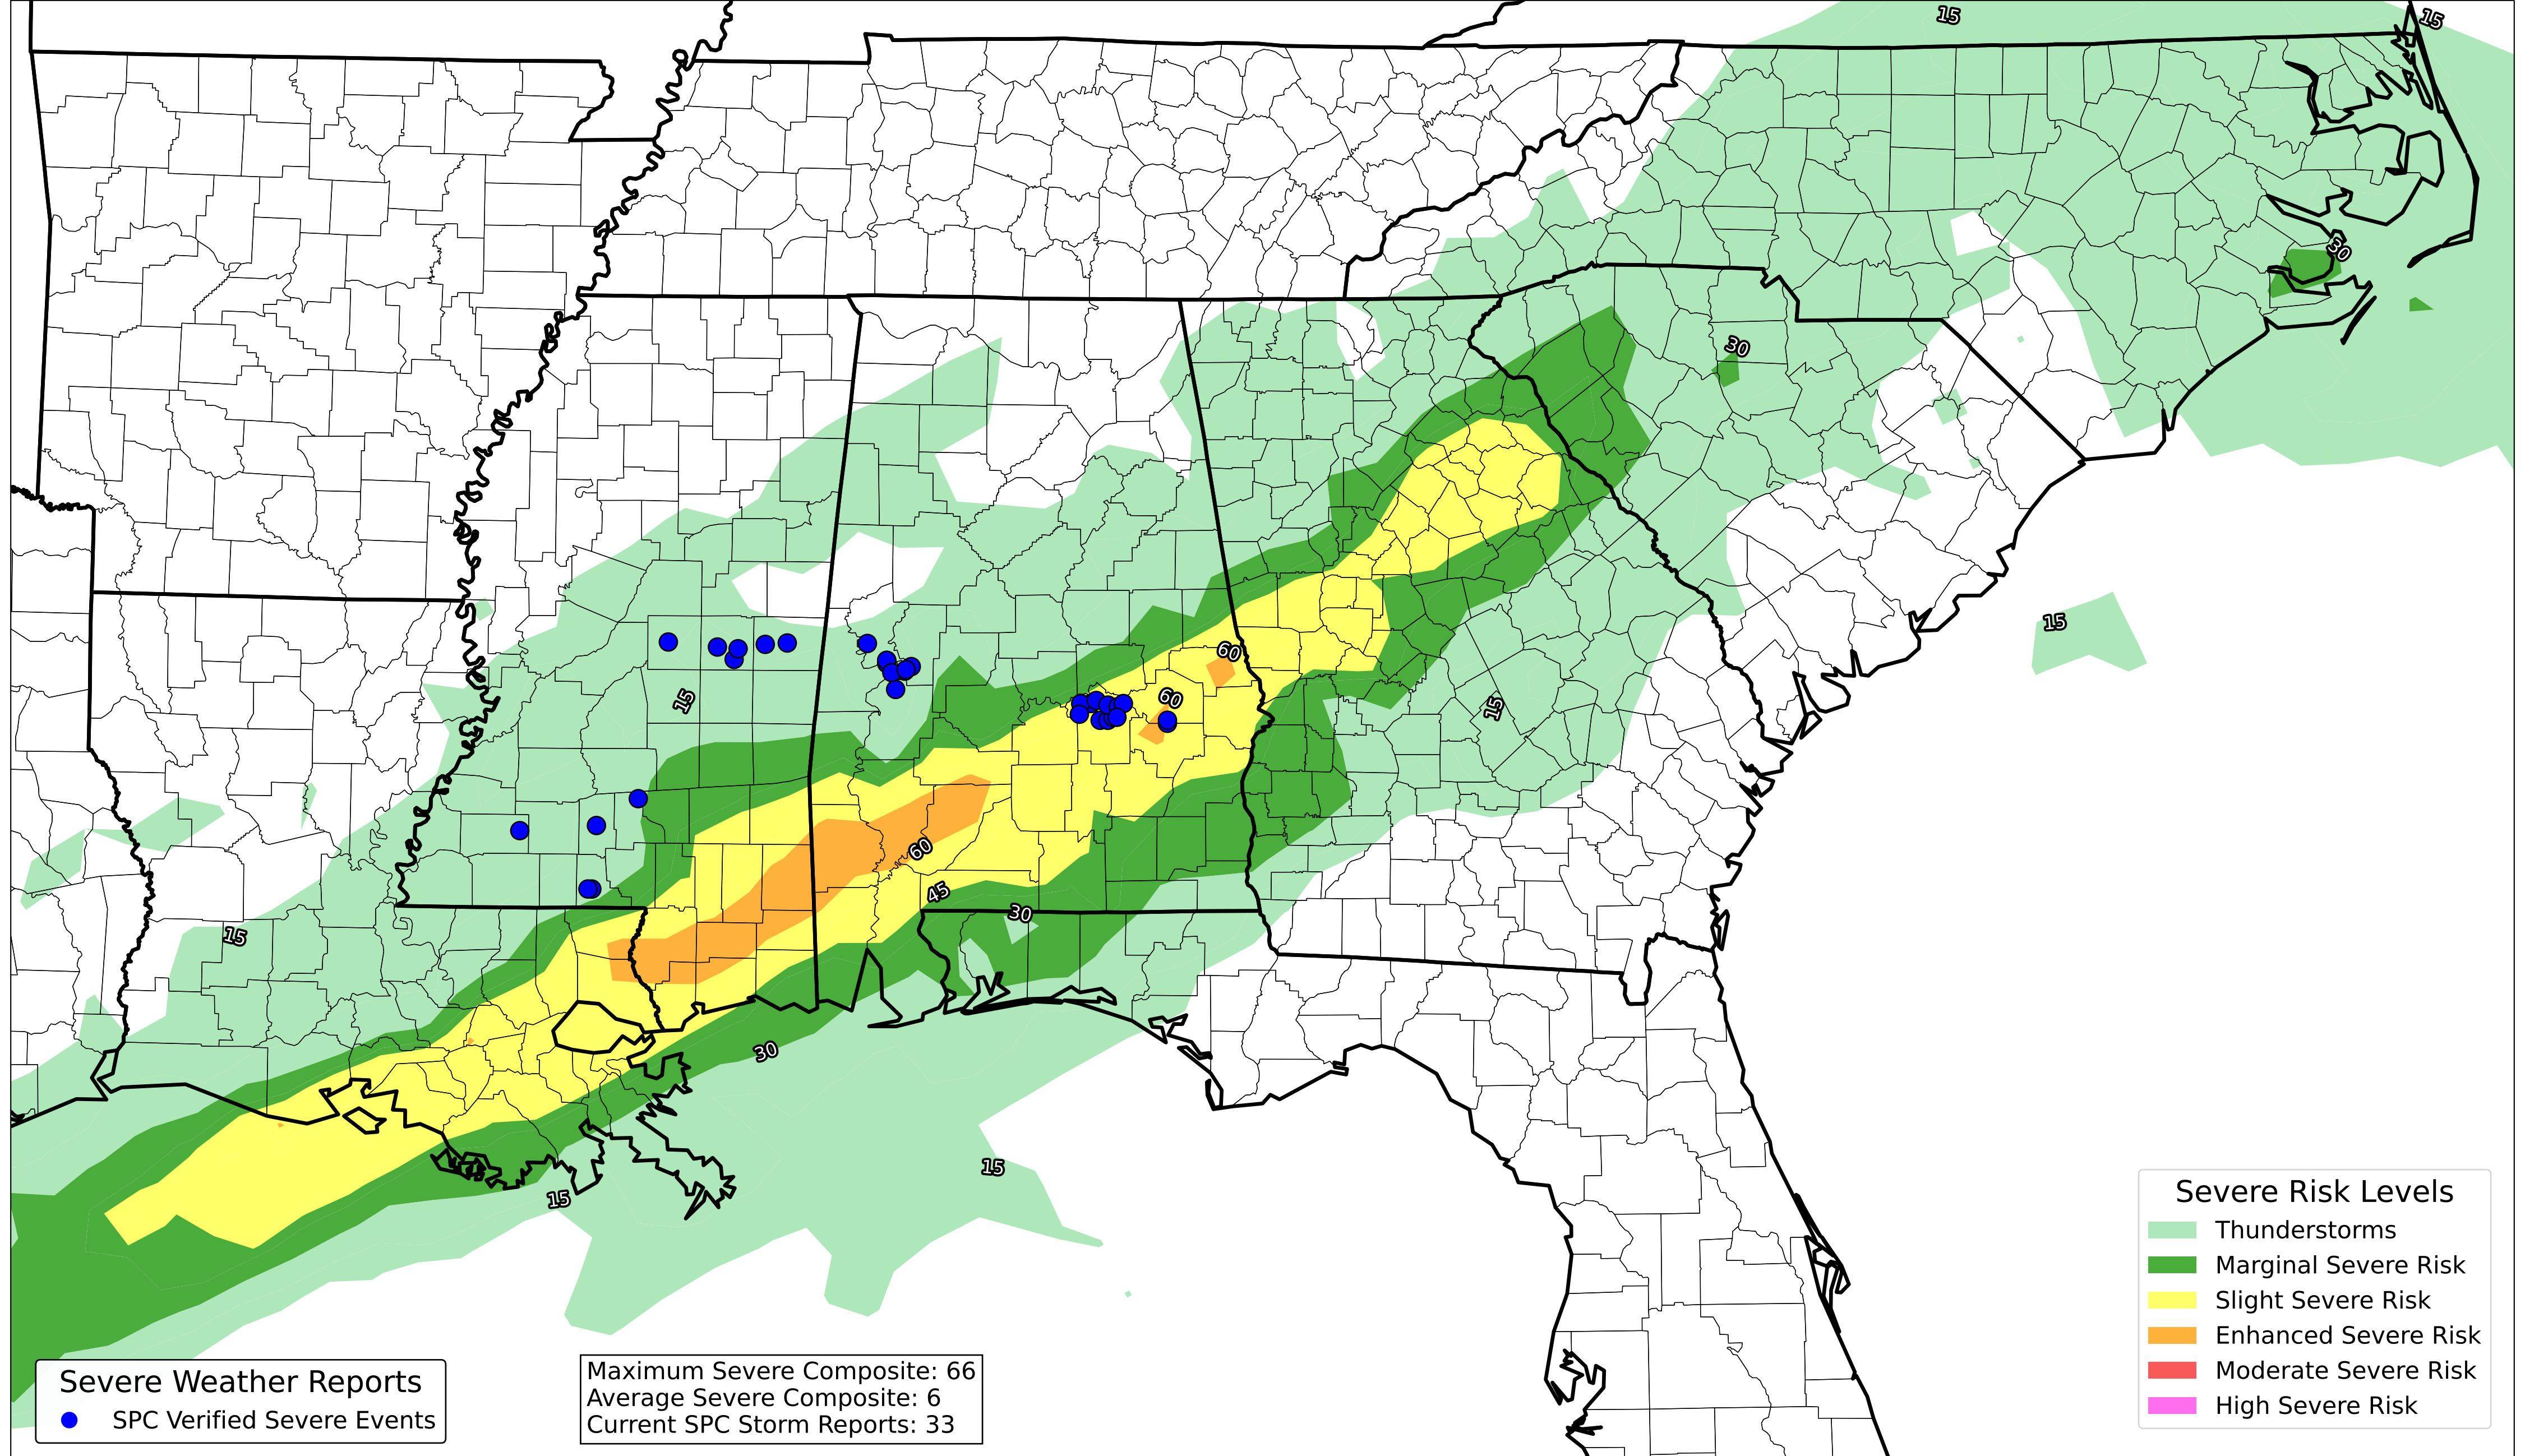 15
15
30
30
60
60
15
15
15
60
45
30
15
30
15
15
Severe Risk Levels
Thunderstorms
Marginal Severe Risk
Slight Severe Risk
Enhanced Severe Risk
Moderate Severe Risk
High Severe Risk
Severe Weather Reports
SPC Verified Severe Events
Maximum Severe Composite: 66
Average Severe Composite: 6
Current SPC Storm Reports: 33